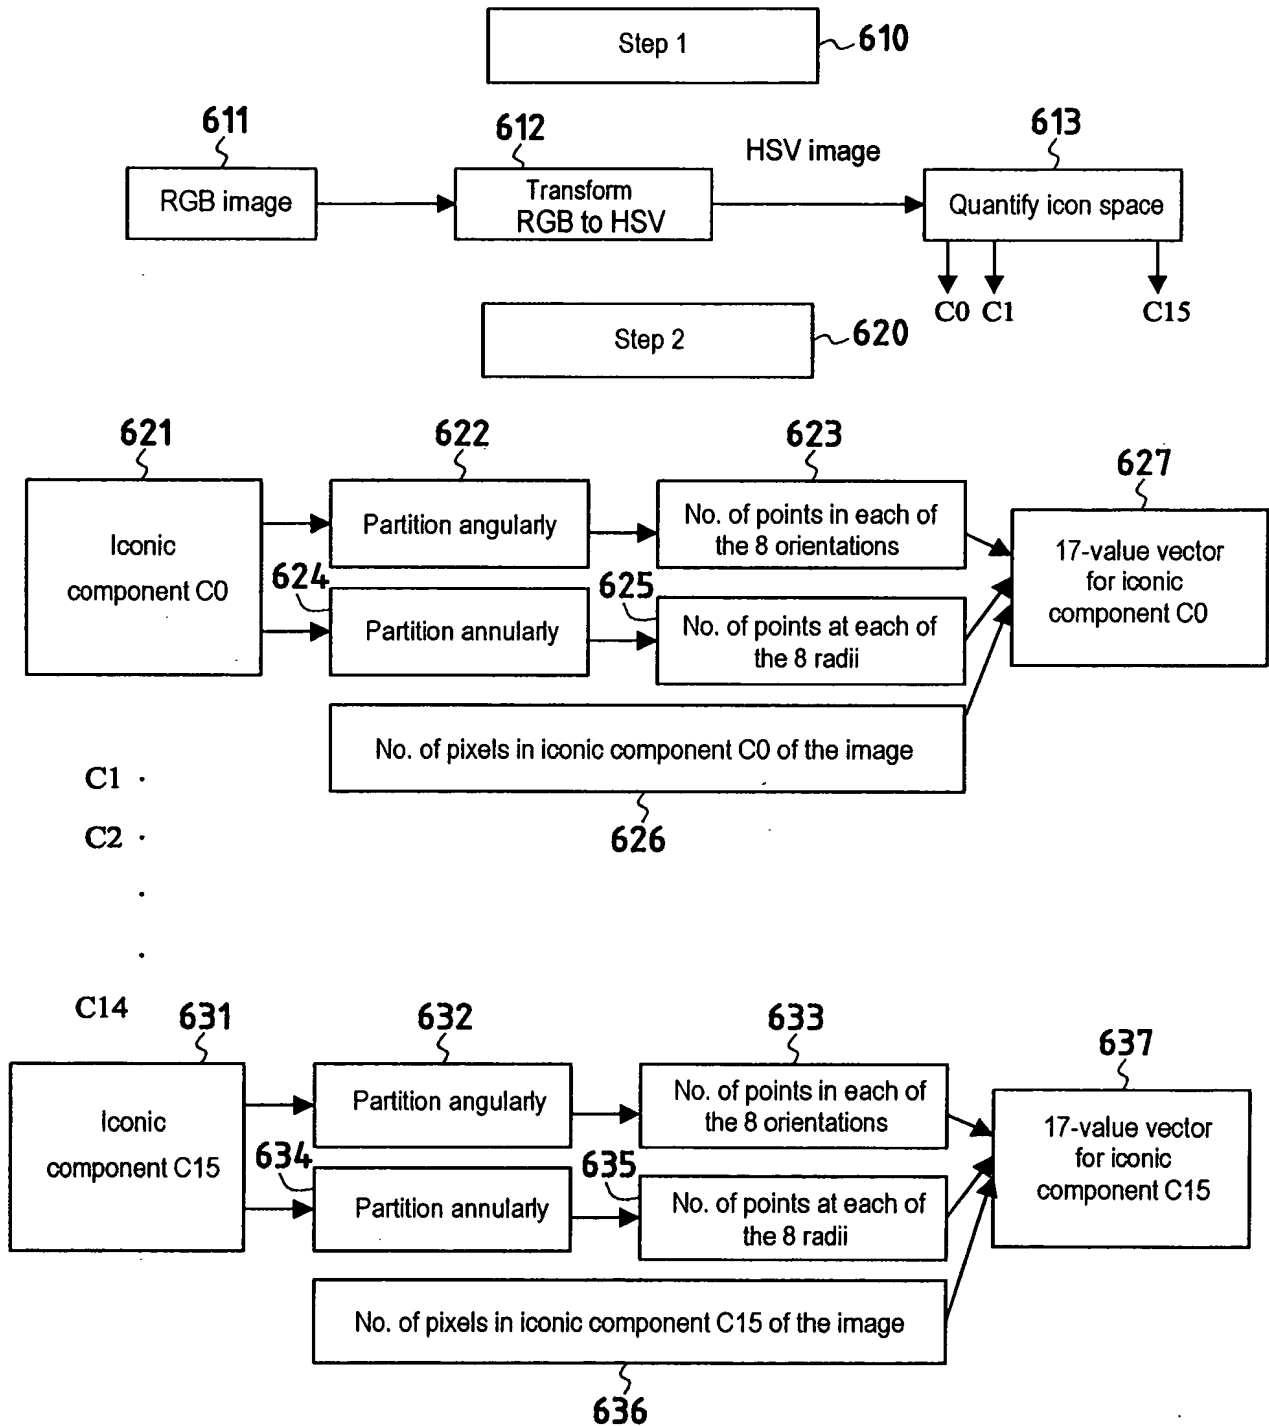 Step 1
610
611
612
HSV image
613
RGB image
Transform
RGB to HSV
Quantify icon space
C0
C1
C15
Step 2
620
621
622
623
627
Iconic
component C0
Partition angularly
No. of points in each of
the 8 orientations
17-value vector
for iconic
component C0
624
Partition annularly
625
No. of points at each of
the 8 radii
No. of pixels in iconic component C0 of the image
626
C1
C2
C14
631
632
633
637
Iconic
component C15
Partition angularly
No. of points in each of
the 8 orientations
17-value vector
for iconic
component C15
634
Partition annularly
635
No. of points at each of
the 8 radii
No. of pixels in iconic component C15 of the image
636